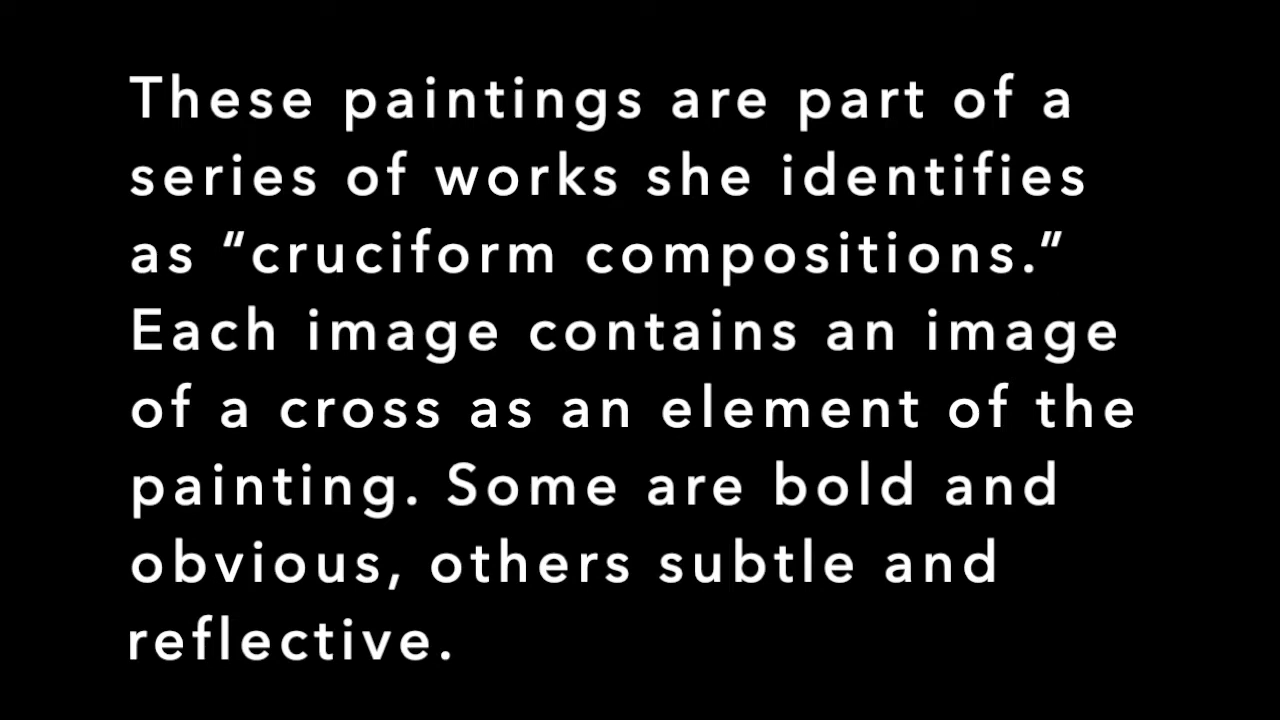 These paintings are part of a
series of works she identifies
as “cruciform compositions.”
Each image contains an image
of a cross as an element of the
painting. Some are bold and
obvious, others subtle and
reflective.